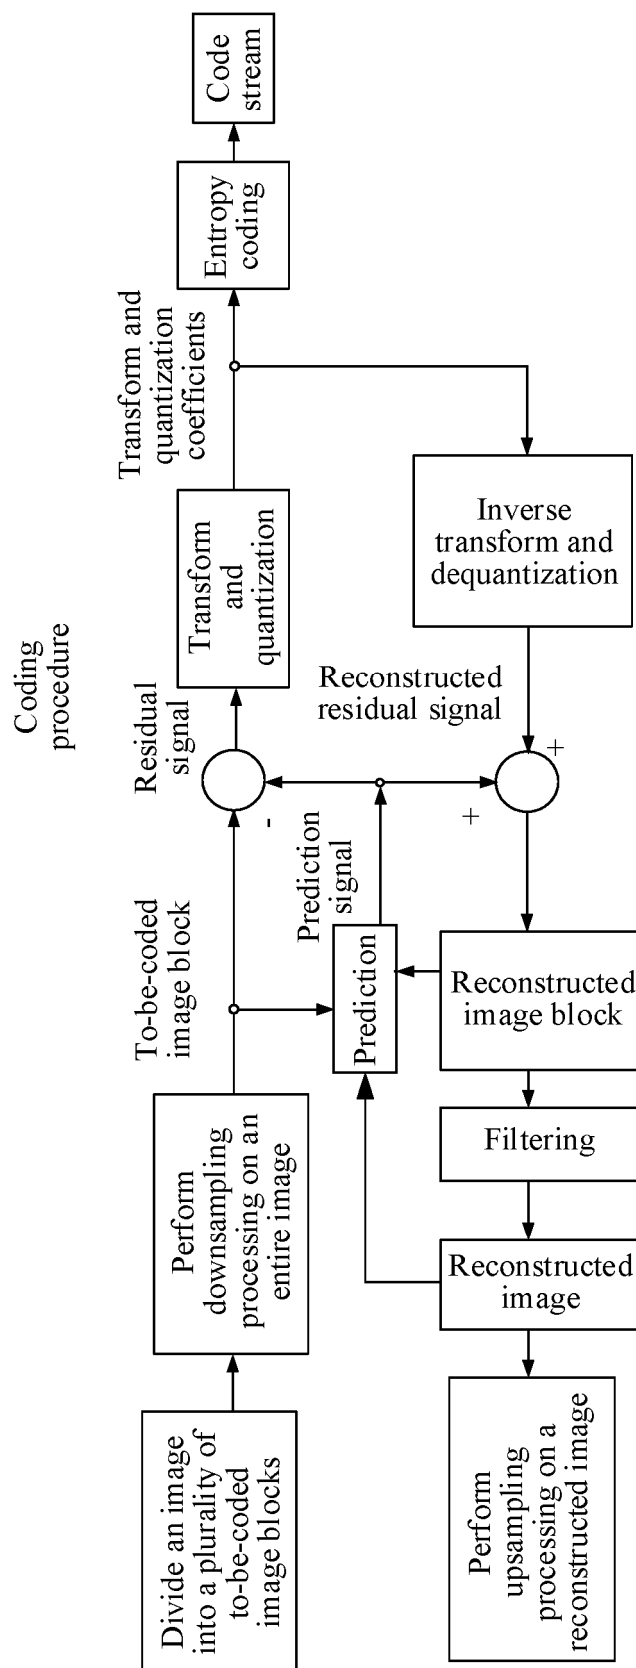 Coding
procedure
Divide an image
into a plurality of
to-be-coded
image blocks
Perform
downsampling
processing on an
entire image
To-be-coded
image block
-
Residual
signal
Transform
and
quantization
Transform and
quantization
coefficients
Entropy
coding
Code
stream
Prediction
Prediction
signal
Inverse
transform and
dequantization
Reconstructed
residual signal
+
+
Reconstructed
image block
Filtering
Reconstructed
image
Perform
upsampling
processing on a
reconstructed image